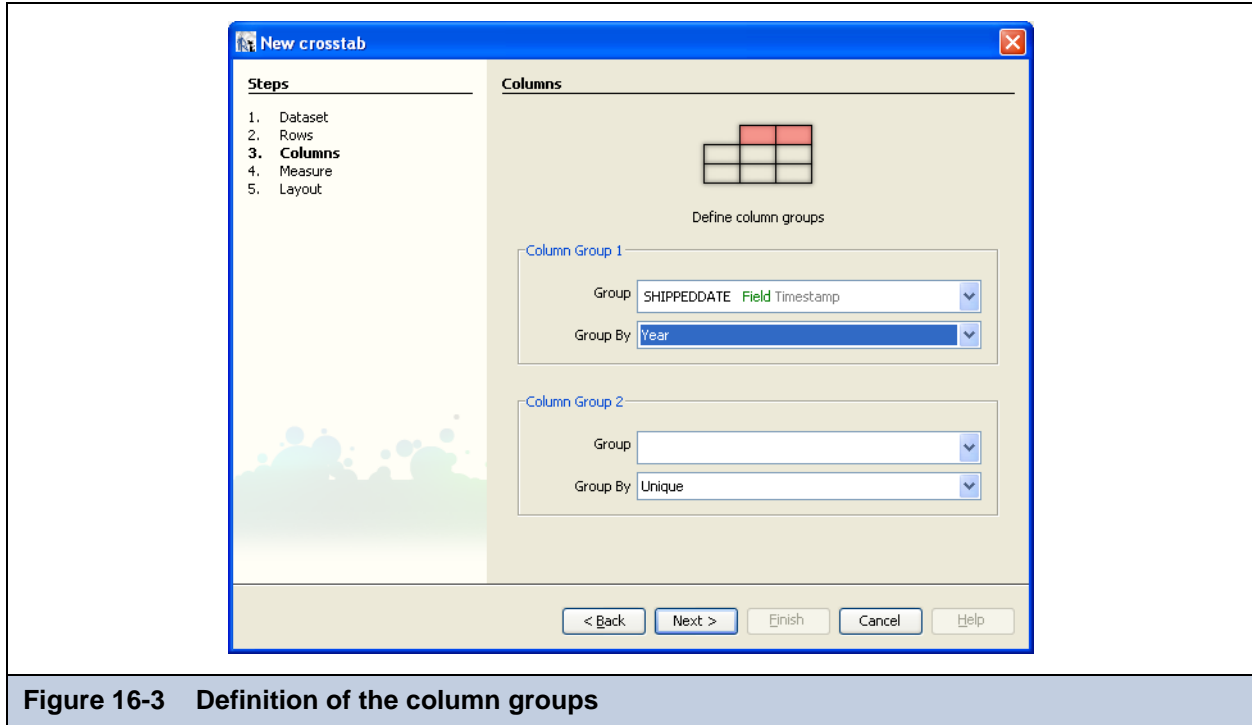 New crosstab
Steps
1. Dataset
2. Rows
3. Columns
4. Measure
5. Layout
Columns
Define column groups
Column Group 1
Group SHIPPEDDATE Field Timestamp
Group By Year
Column Group 2
Group
Group By Unique
< Back Next > Finish Cancel Help
Figure 16-3 Definition of the column groups